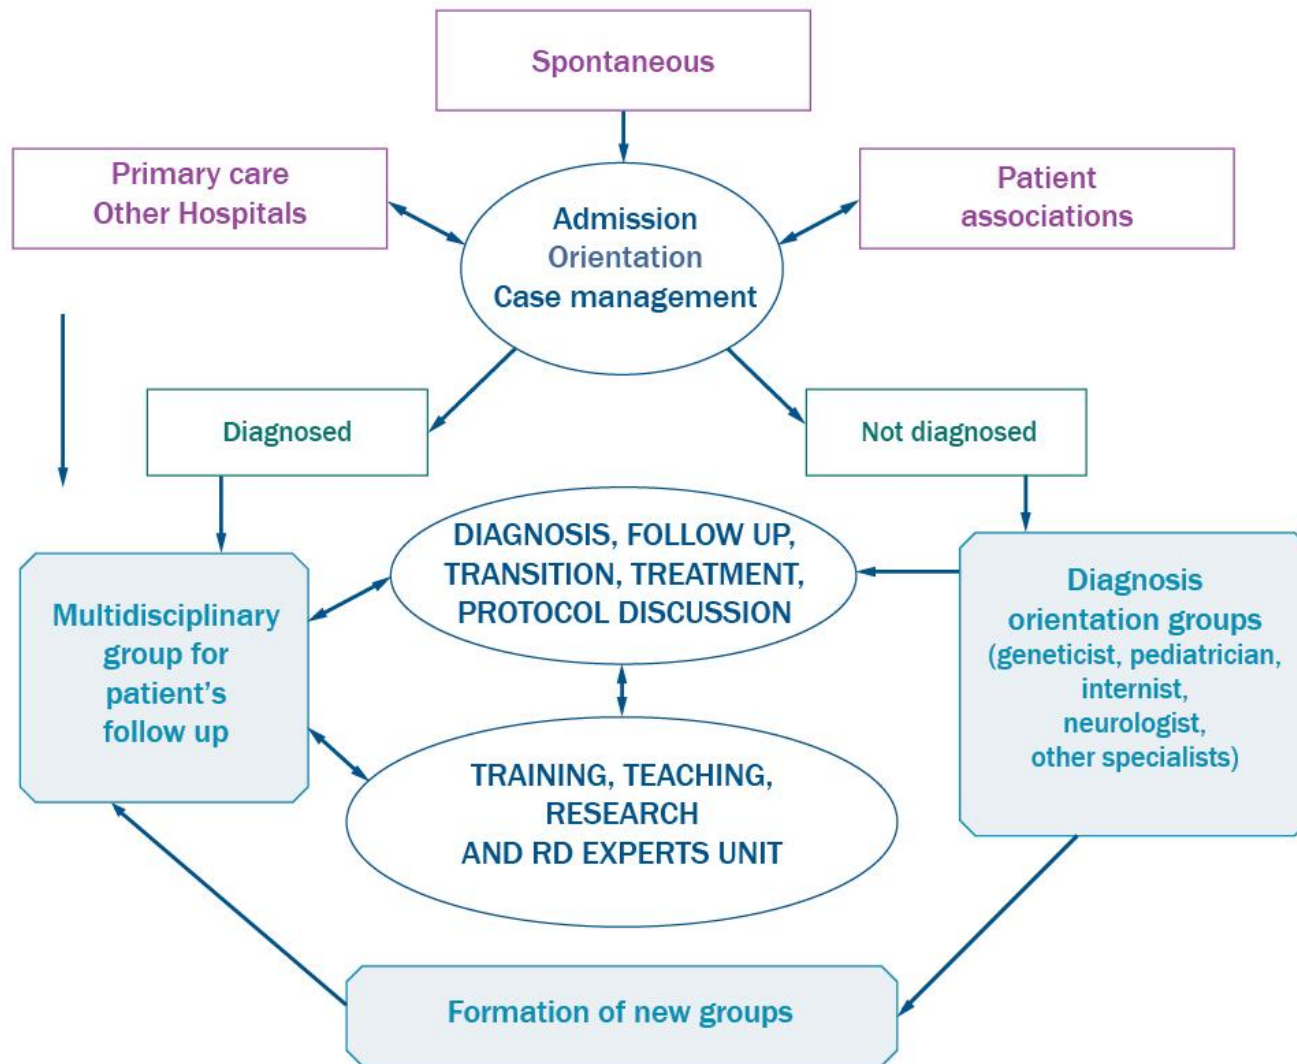 Spontaneous
Primary care
Other Hospitals
Admission
Orientation
Case management
Patient
associations
Diagnosed
Not diagnosed
DIAGNOSIS, FOLLOW UP,
TRANSITION, TREATMENT,
PROTOCOL DISCUSSION
Multidisciplinary
group for
patient’s
follow up
Diagnosis
orientation groups
(geneticist, pediatrician,
internist,
neurologist,
other specialists)
TRAINING, TEACHING,
RESEARCH
AND RD EXPERTS UNIT
Formation of new groups